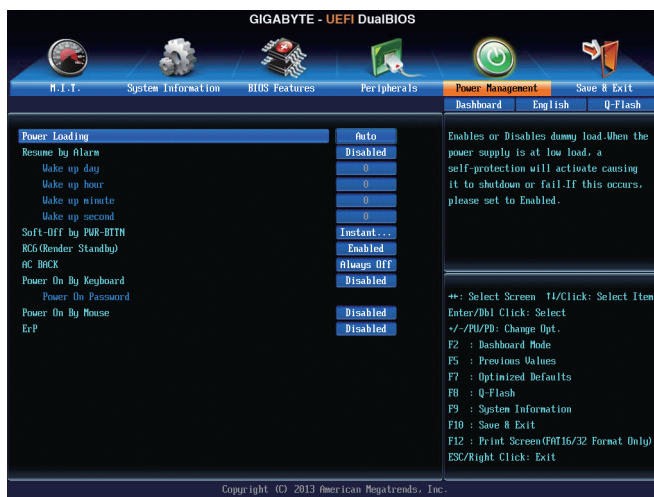 GIGABYTE - UEFI DualBIOS
M.I.T. System Information BIOS Features Peripherals Power Management Save & Exit
Dashboard English Q-Flash
Power Loading Auto
Resume by Alarm Disabled
Wake up day 0
Wake up hour 0
Wake up minute 0
Wake up second 0
Soft-Off by PWR-BTTN Instant...
RC6(Render Standby) Enabled
AC BACK Always Off
Power On By Keyboard Disabled
Power On Password
Power On By Mouse Disabled
ErP Disabled
Enables or Disables dummy load.When the
power supply is at low load, a
self-protection will activate causing
it to shutdown or fail.If this occurs,
please set to Enabled.
→←: Select Screen ↑↓/Click: Select Item
Enter/Dbl Click: Select
+/-/PU/PD: Change Opt.
F2 : Dashboard Mode
F5 : Previous Values
F7 : Optimized Defaults
F8 : Q-Flash
F9 : System Information
F10 : Save & Exit
F12 : Print Screen(FAT16/32 Format Only)
ESC/Right Click: Exit
Copyright (C) 2013 American Megatrends, Inc.